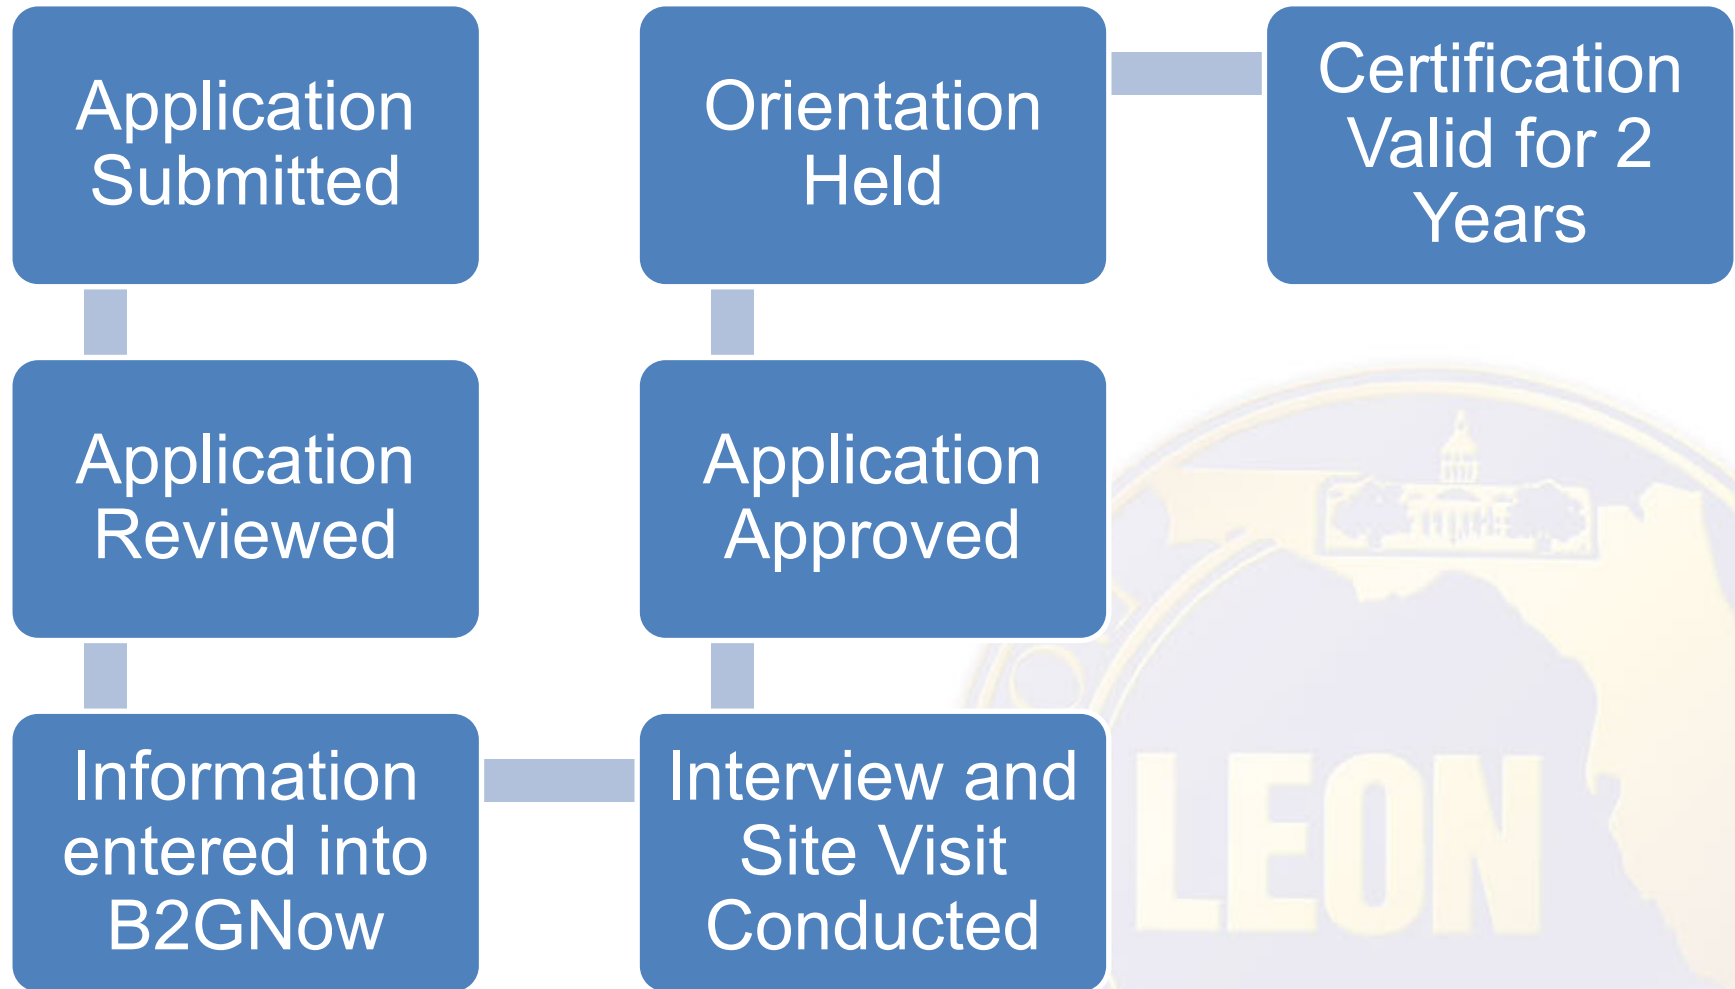 Application
Submitted
Application
Reviewed
Information
entered into
B2GNow
Interview and
Site Visit
Conducted
Application
Approved
Orientation
Held
Certification
Valid for 2
Years
LEON